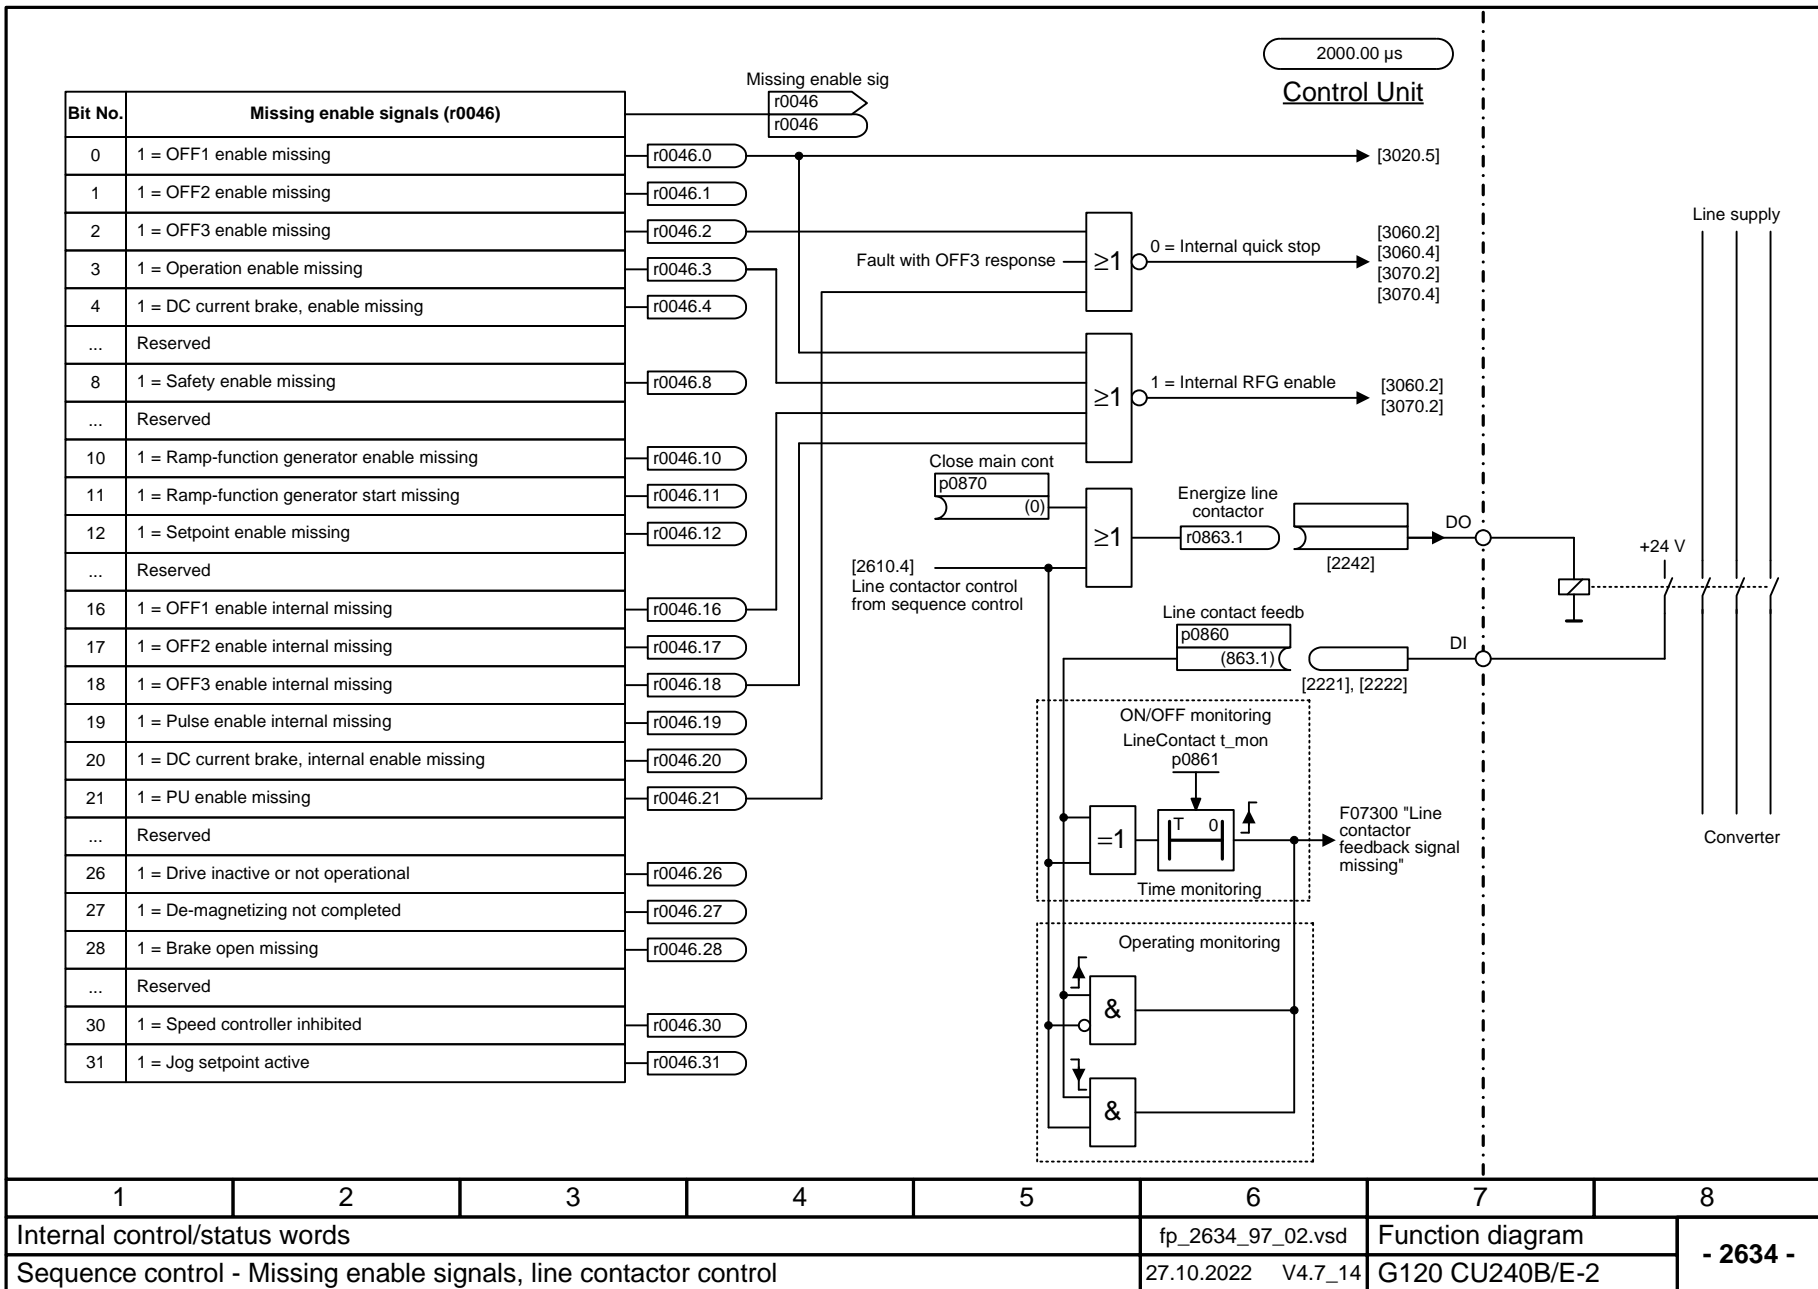 2000.00 µs
Control Unit
Missing enable sig
r0046
r0046
Bit No. Missing enable signals (r0046)
0 1 = OFF1 enable missing r0046.0 [3020.5]
1 1 = OFF2 enable missing r0046.1
2 1 = OFF3 enable missing r0046.2
3 1 = Operation enable missing r0046.3
4 1 = DC current brake, enable missing r0046.4
... Reserved
8 1 = Safety enable missing r0046.8
... Reserved
10 1 = Ramp-function generator enable missing r0046.10
11 1 = Ramp-function generator start missing r0046.11
12 1 = Setpoint enable missing r0046.12
... Reserved
16 1 = OFF1 enable internal missing r0046.16
17 1 = OFF2 enable internal missing r0046.17
18 1 = OFF3 enable internal missing r0046.18
19 1 = Pulse enable internal missing r0046.19
20 1 = DC current brake, internal enable missing r0046.20
21 1 = PU enable missing r0046.21
... Reserved
26 1 = Drive inactive or not operational r0046.26
27 1 = De-magnetizing not completed r0046.27
28 1 = Brake open missing r0046.28
... Reserved
30 1 = Speed controller inhibited r0046.30
31 1 = Jog setpoint active r0046.31
Fault with OFF3 response
≥1
0 = Internal quick stop
[3060.2]
[3060.4]
[3070.2]
[3070.4]
≥1
1 = Internal RFG enable
[3060.2]
[3070.2]
Close main cont
p0870
(0)
[2610.4]
Line contactor control
from sequence control
≥1
Energize line
contactor
r0863.1
[2242]
DO
Line contact feedb
p0860
(863.1)
[2221], [2222]
DI
Line supply
+24 V
Converter
ON/OFF monitoring
LineContact t_mon
p0861
=1
T 0
Time monitoring
F07300 "Line
contactor
feedback signal
missing"
Operating monitoring
&
&
1 2 3 4 5 6 7 8
Internal control/status words fp_2634_97_02.vsd Function diagram
- 2634 -
Sequence control - Missing enable signals, line contactor control 27.10.2022 V4.7_14 G120 CU240B/E-2